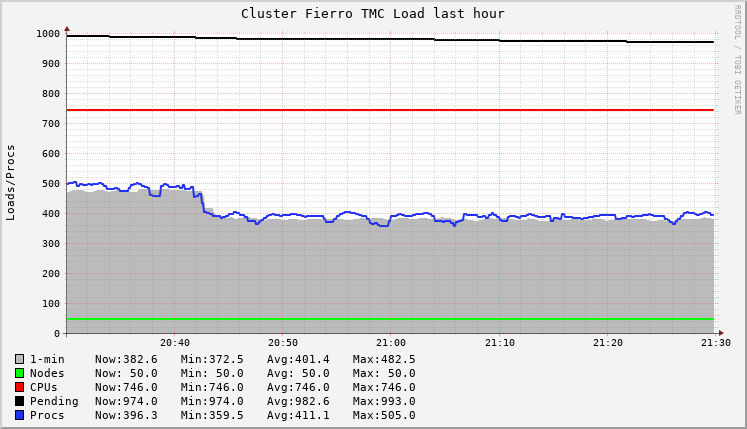 Cluster Fierro TMC Load last hour
RRDTOOL / TOBI OETIKER
Loads/Procs
1000
900
800
700
600
500
400
300
200
100
0
20:40 20:50 21:00 21:10 21:20 21:30
1-min Now:382.6 Min:372.5 Avg:401.4 Max:482.5
Nodes Now: 50.0 Min: 50.0 Avg: 50.0 Max: 50.0
CPUs Now:746.0 Min:746.0 Avg:746.0 Max:746.0
Pending Now:974.0 Min:974.0 Avg:982.6 Max:993.0
Procs Now:396.3 Min:359.5 Avg:411.1 Max:505.0